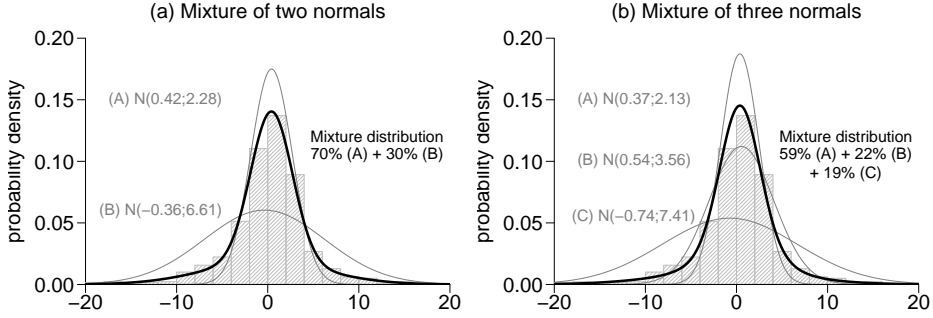 (a) Mixture of two normals
probability density
0.20
0.15
0.10
0.05
0.00
(A) N(0.42;2.28)
(B) N(−0.36;6.61)
Mixture distribution
70% (A) + 30% (B)
−20 −10 0 10 20
(b) Mixture of three normals
probability density
0.20
0.15
0.10
0.05
0.00
(A) N(0.37;2.13)
(B) N(0.54;3.56)
(C) N(−0.74;7.41)
Mixture distribution
59% (A) + 22% (B)
+ 19% (C)
−20 −10 0 10 20